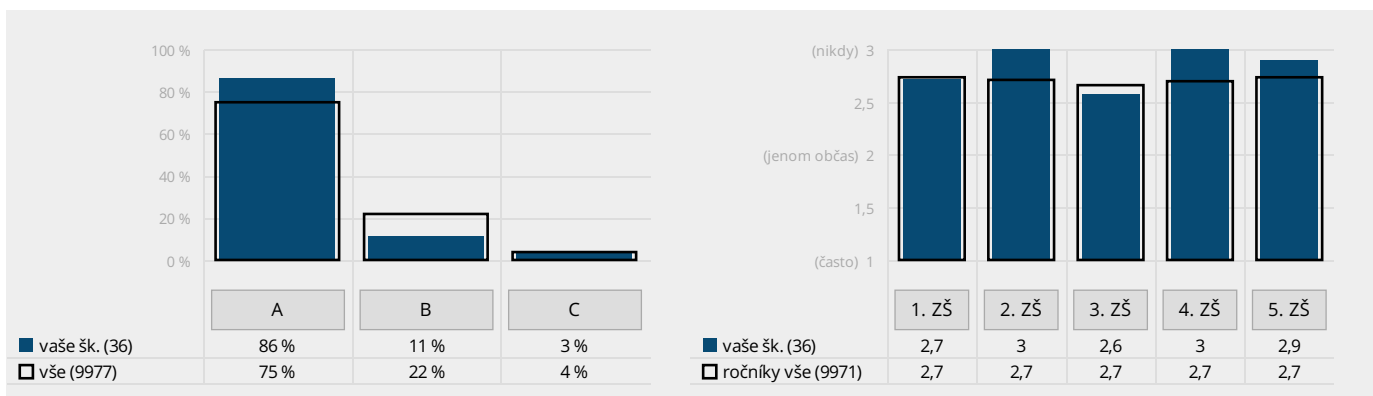 100 %
80 %
60 %
40 %
20 %
0 %
A B C
vaše šk. (36) 86 % 11 % 3 %
vše (9977) 75 % 22 % 4 %
(nikdy) 3
2,5
(jenom občas) 2
1,5
(často) 1
1. ZŠ 2. ZŠ 3. ZŠ 4. ZŠ 5. ZŠ
vaše šk. (36) 2,7 3 2,6 3 2,9
ročníky vše (9971) 2,7 2,7 2,7 2,7 2,7